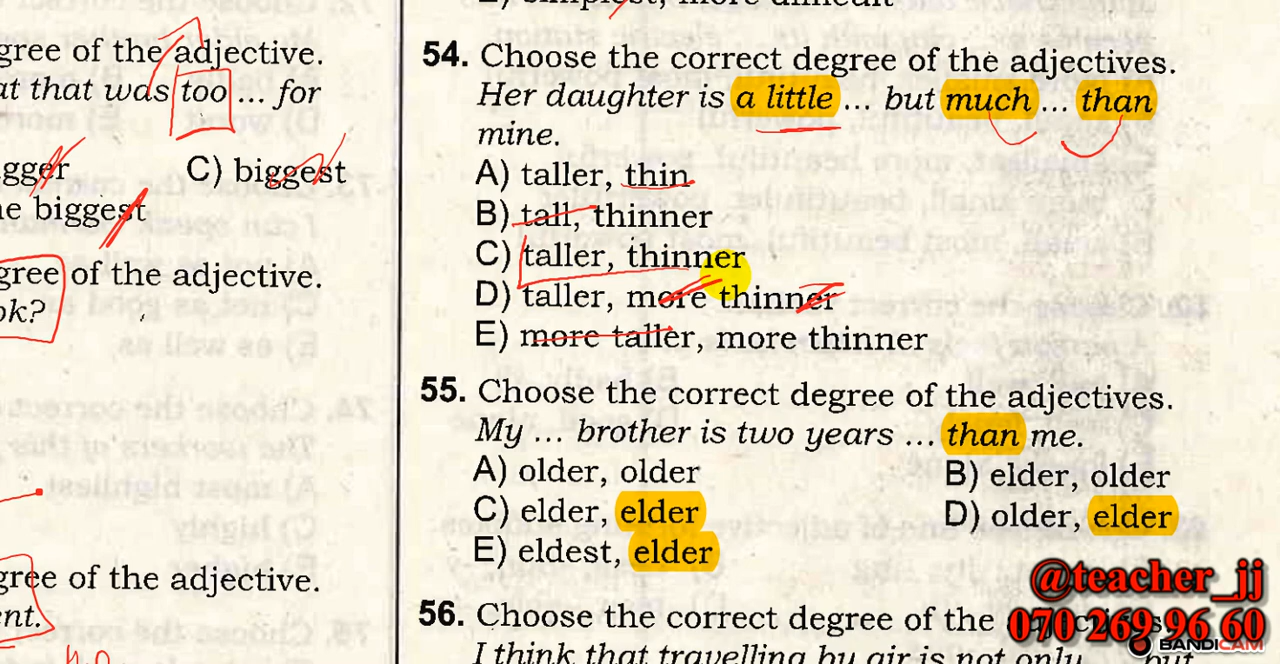 gree of the adjective.
at that was too ... for
gger C) biggest
e biggest
gree of the adjective.
ok?
gree of the adjective.
nt.
54. Choose the correct degree of the adjectives.
Her daughter is a little ... but much ... than
mine.
A) taller, thin
B) tall, thinner
C) taller, thinner
D) taller, more thinner
E) more taller, more thinner
55. Choose the correct degree of the adjectives.
My ... brother is two years ... than me.
A) older, older B) elder, older
C) elder, elder D) older, elder
E) eldest, elder
56. Choose the correct degree of the
I think that travelling by air is not only ... but
@teacher_jj
070 269 96 60
BANDICAM